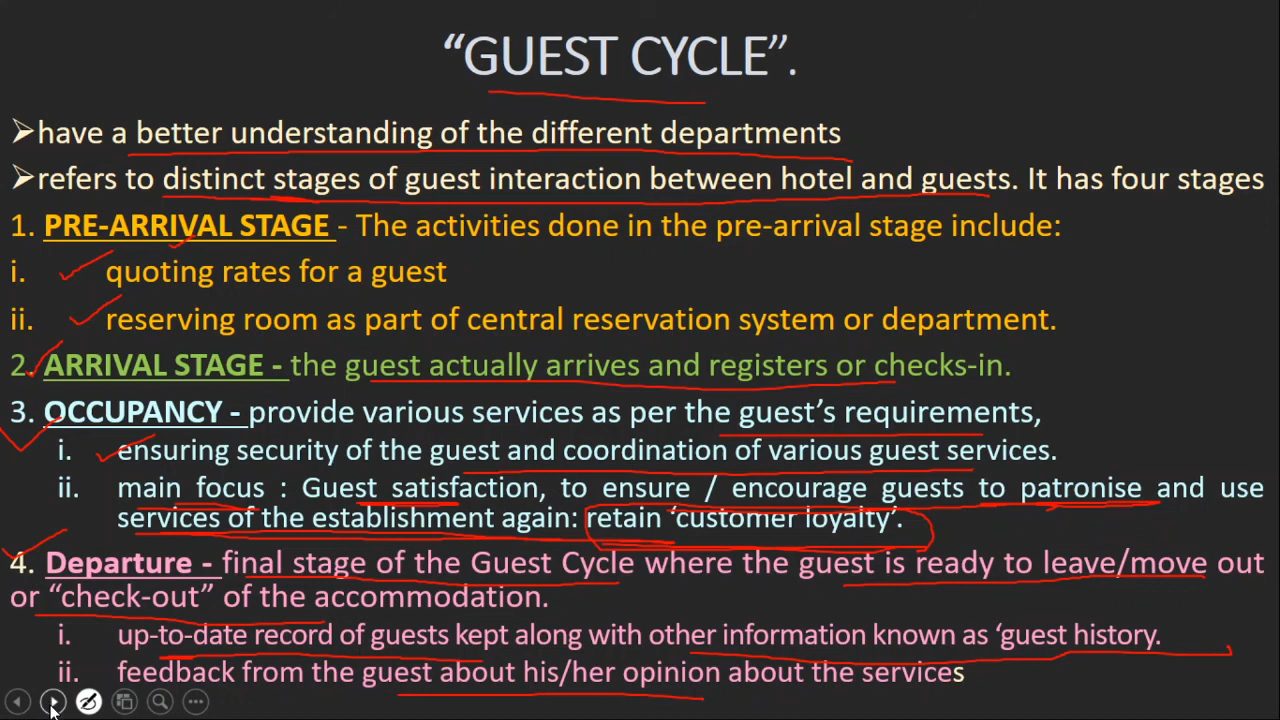 “GUEST CYCLE”.
➢have a better understanding of the different departments
➢refers to distinct stages of guest interaction between hotel and guests. It has four stages
1. PRE-ARRIVAL STAGE - The activities done in the pre-arrival stage include:
i. quoting rates for a guest
ii. reserving room as part of central reservation system or department.
2. ARRIVAL STAGE - the guest actually arrives and registers or checks-in.
3. OCCUPANCY - provide various services as per the guest’s requirements,
i. ensuring security of the guest and coordination of various guest services.
ii. main focus : Guest satisfaction, to ensure / encourage guests to patronise and use
services of the establishment again: retain ‘customer loyalty’.
4. Departure - final stage of the Guest Cycle where the guest is ready to leave/move out
or “check-out” of the accommodation.
i. up-to-date record of guests kept along with other information known as ‘guest history.
ii. feedback from the guest about his/her opinion about the services